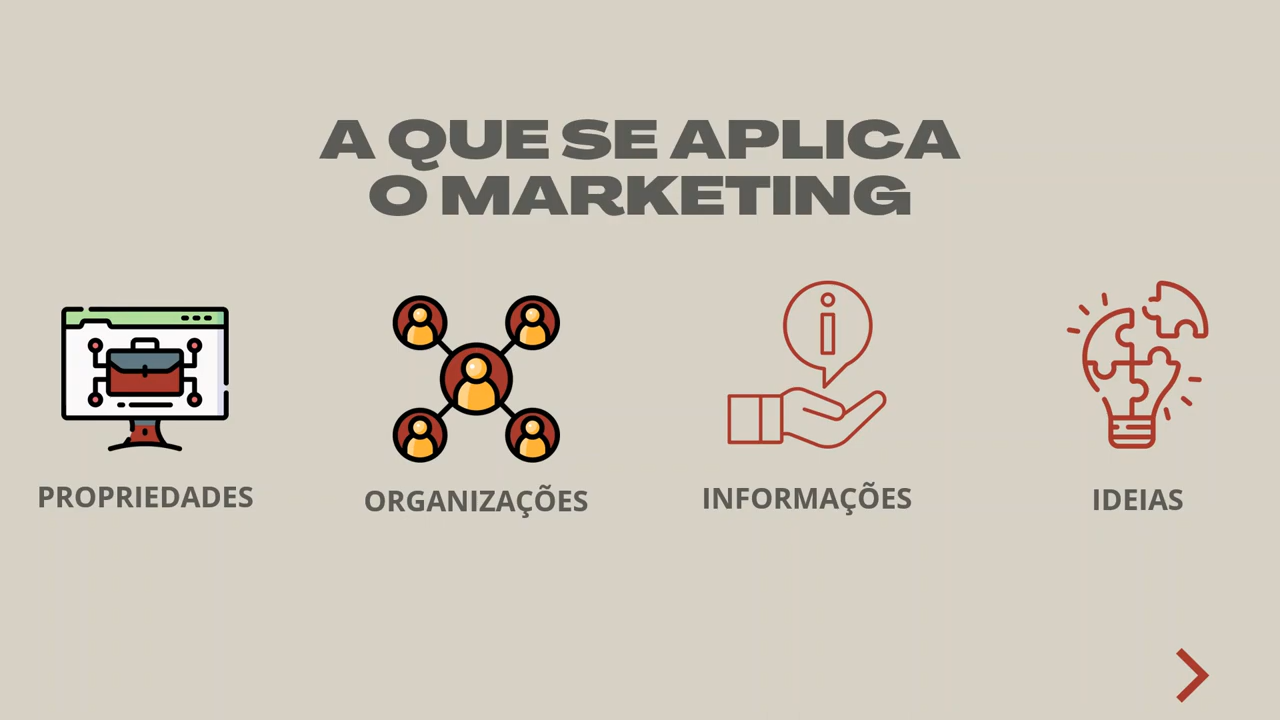 A QUE SE APLICA
O MARKETING
PROPRIEDADES
ORGANIZAÇÕES
INFORMAÇÕES
IDEIAS